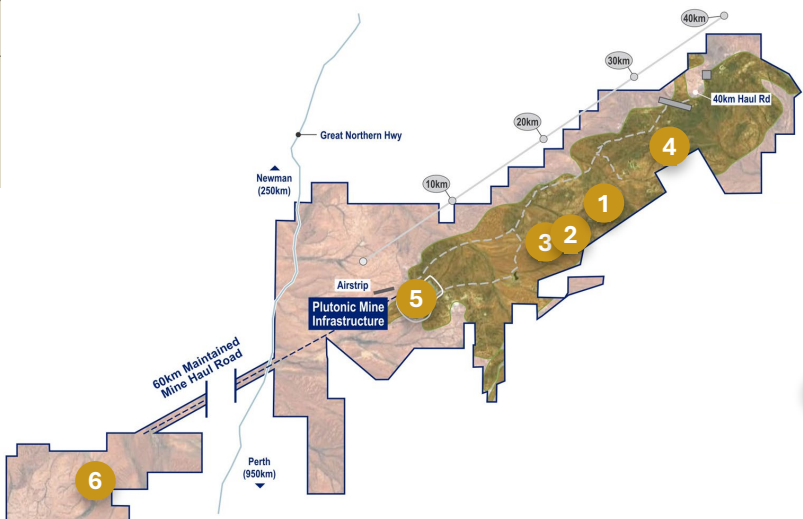 40km
30km
40km Haul Rd
20km
Great Northern Hwy
4
Newman
(250km)
10km
1
2
3
Airstrip
5
Plutonic Mine
Infrastructure
60km Maintained
Mine Haul Road
Perth
(950km)
6